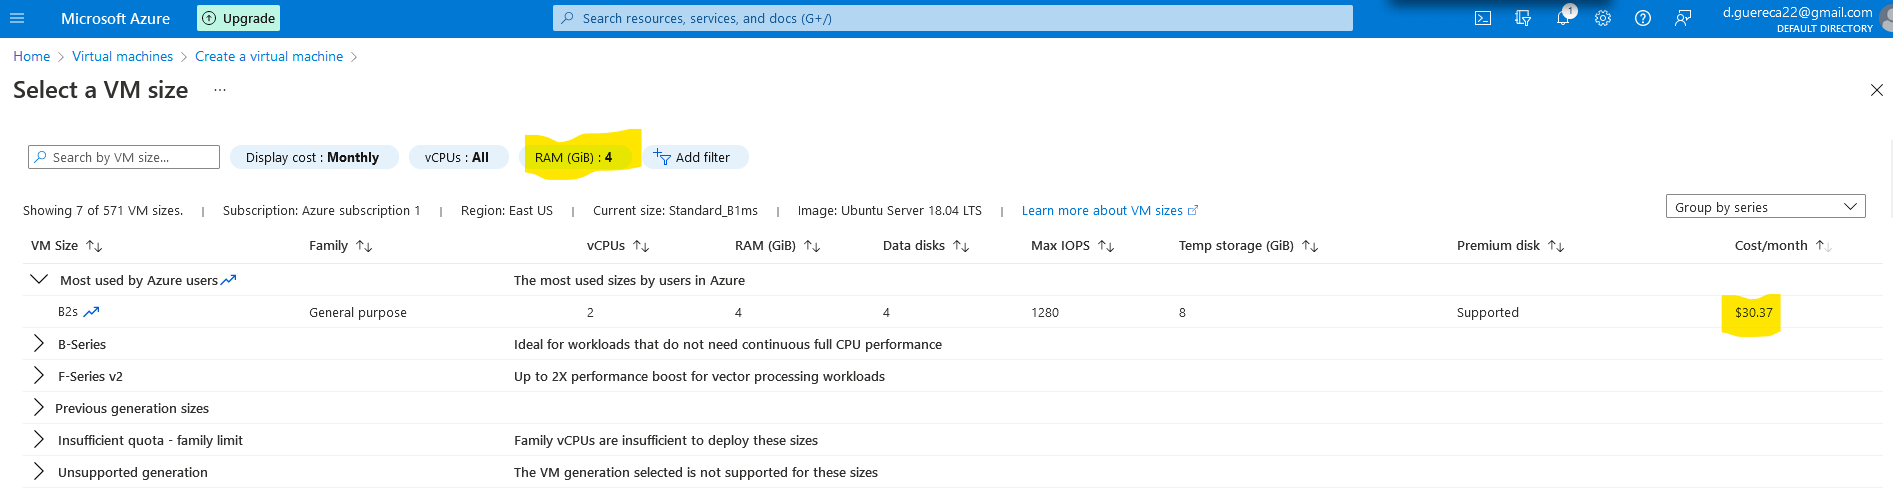 Microsoft Azure Upgrade Search resources, services, and docs (G+/) 1 d.guereca22@gmail.com
DEFAULT DIRECTORY
Home > Virtual machines > Create a virtual machine >
Select a VM size ...
Search by VM size... Display cost : Monthly vCPUs : All RAM (GiB) : 4 Add filter
Showing 7 of 571 VM sizes. | Subscription: Azure subscription 1 | Region: East US | Current size: Standard_B1ms | Image: Ubuntu Server 18.04 LTS | Learn more about VM sizes Group by series
VM Size Family vCPUs RAM (GiB) Data disks Max IOPS Temp storage (GiB) Premium disk Cost/month
Most used by Azure users The most used sizes by users in Azure
B2s General purpose 2 4 4 1280 8 Supported $30.37
B-Series Ideal for workloads that do not need continuous full CPU performance
F-Series v2 Up to 2X performance boost for vector processing workloads
Previous generation sizes
Insufficient quota - family limit Family vCPUs are insufficient to deploy these sizes
Unsupported generation The VM generation selected is not supported for these sizes